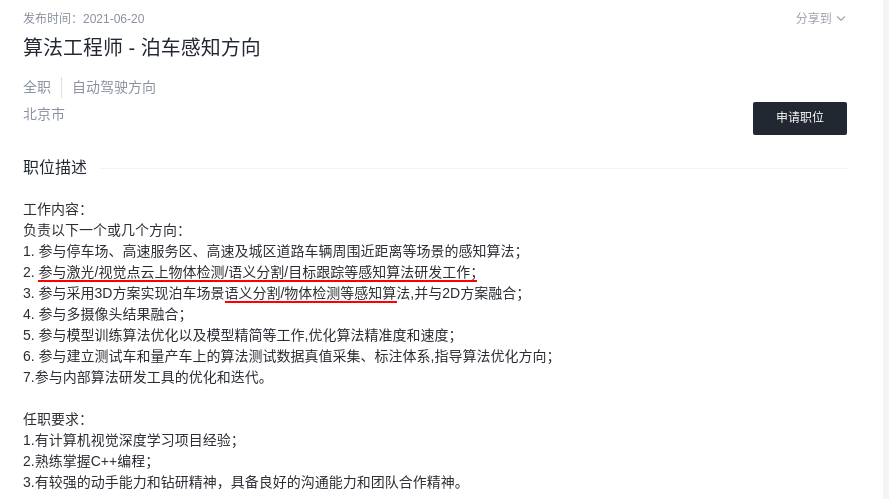 发布时间：2021-06-20
分享到
算法工程师 - 泊车感知方向
全职 自动驾驶方向
北京市
申请职位
职位描述
工作内容：
负责以下一个或几个方向：
1. 参与停车场、高速服务区、高速及城区道路车辆周围近距离等场景的感知算法；
2. 参与激光/视觉点云上物体检测/语义分割/目标跟踪等感知算法研发工作；
3. 参与采用3D方案实现泊车场景语义分割/物体检测等感知算法,并与2D方案融合；
4. 参与多摄像头结果融合；
5. 参与模型训练算法优化以及模型精简等工作,优化算法精准度和速度；
6. 参与建立测试车和量产车上的算法测试数据真值采集、标注体系,指导算法优化方向；
7.参与内部算法研发工具的优化和迭代。
任职要求：
1.有计算机视觉深度学习项目经验；
2.熟练掌握C++编程；
3.有较强的动手能力和钻研精神，具备良好的沟通能力和团队合作精神。